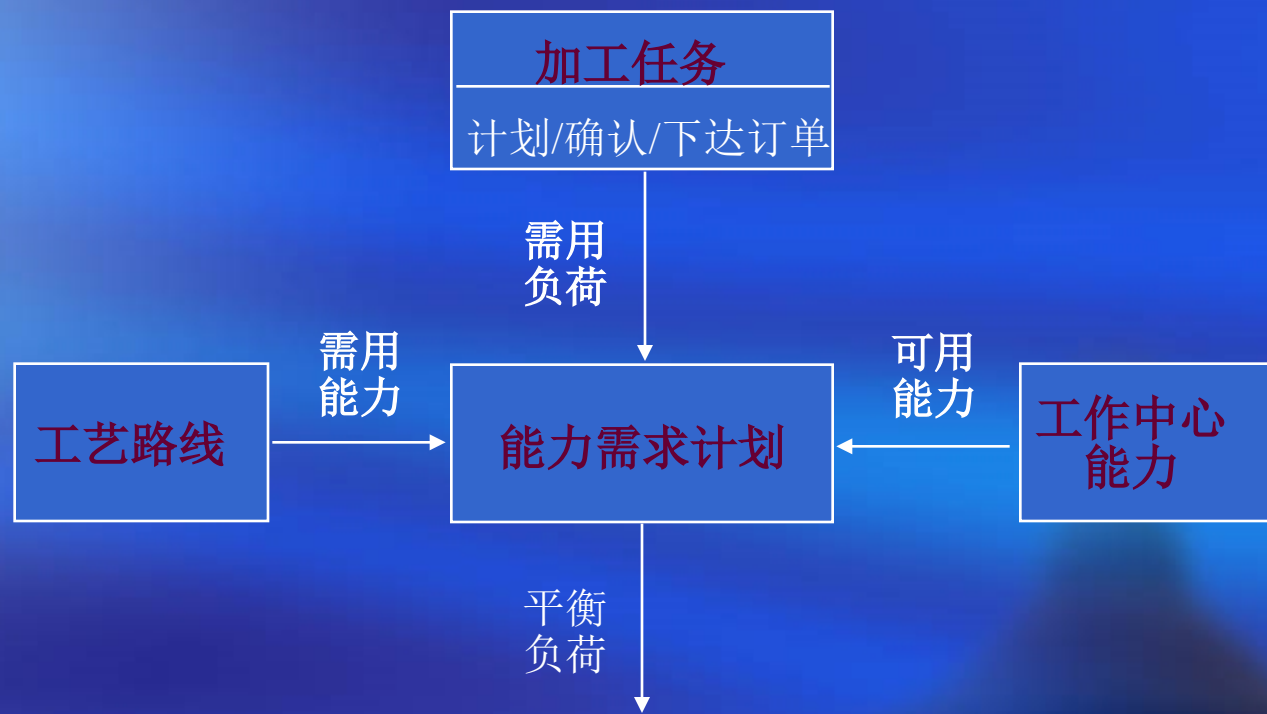 加工任务
计划/确认/下达订单
需用
负荷
需用
能力
可用
能力
工艺路线
能力需求计划
工作中心
能力
平衡
负荷